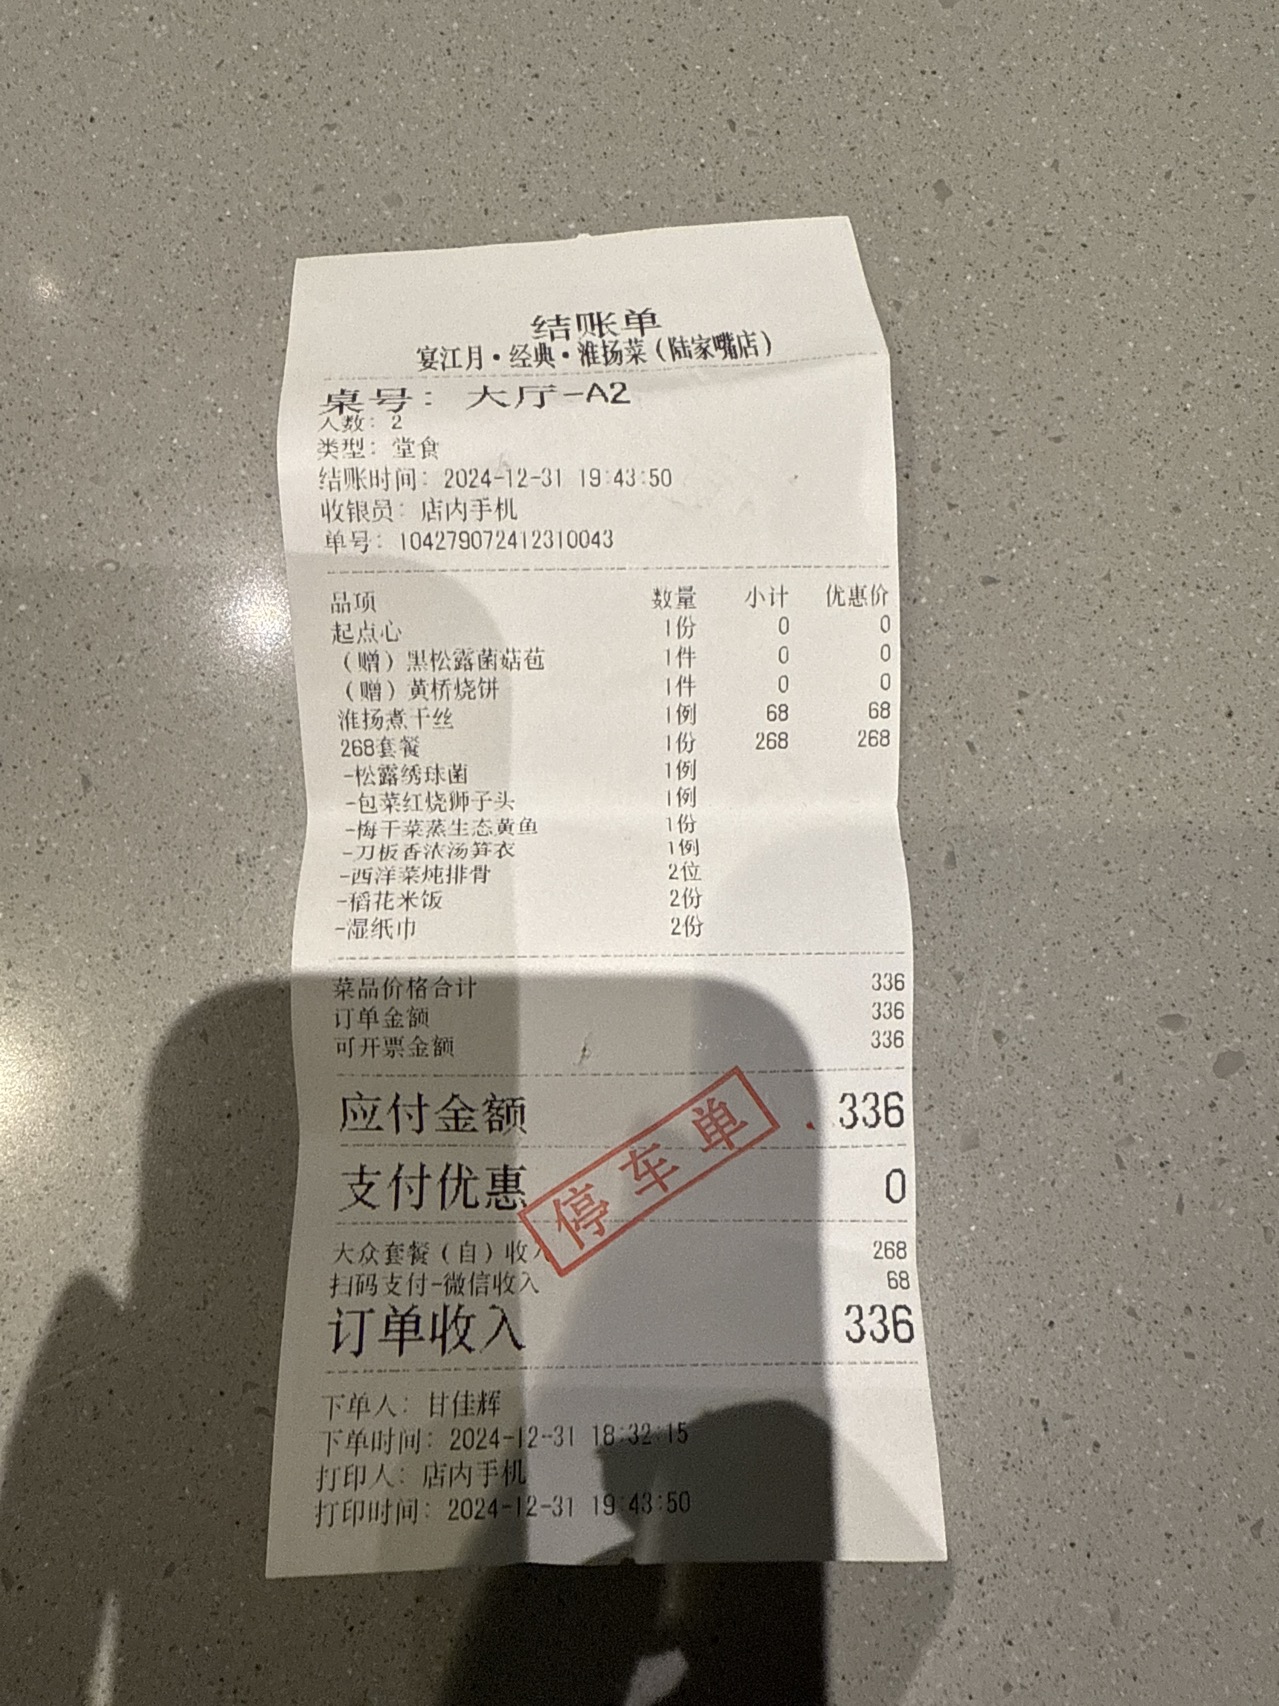 结账单
宴江月·经典·淮扬菜(陆家嘴店)
桌号: 大厅-A2
人数: 2
类型: 堂食
结账时间: 2024-12-31 19:43:50
收银员: 店内手机
单号: 104279072412310043
品项 数量 小计 优惠价
起点心 1份 0 0
(赠)黑松露菌菇苞 1件 0 0
(赠)黄桥烧饼 1件 0 0
淮扬煮干丝 1例 68 68
268套餐 1份 268 268
-松露绣球菌 1例
-包菜红烧狮子头 1例
-梅干菜蒸生态黄鱼 1份
-刀板香浓汤笋衣 1例
-西洋菜炖排骨 2位
-稻花米饭 2份
-湿纸巾 2份
菜品价格合计 336
订单金额 336
可开票金额 336
应付金额 336
支付优惠 0
停车单
大众套餐(自)收入 268
扫码支付-微信收入 68
订单收入 336
下单人: 甘佳辉
下单时间: 2024-12-31 18:32:15
打印人: 店内手机
打印时间: 2024-12-31 19:43:50